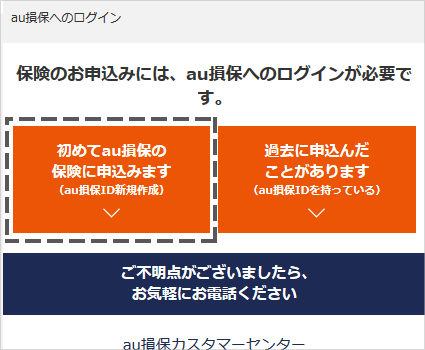 au損保へのログイン
保険のお申込みには、au損保へのログインが必要で
す。
初めてau損保の
保険に申込みます
（au損保ID新規作成）
過去に申込んだ
ことがあります
（au損保IDを持っている）
ご不明点がございましたら、
お気軽にお電話ください
au損保カスタマーセンター